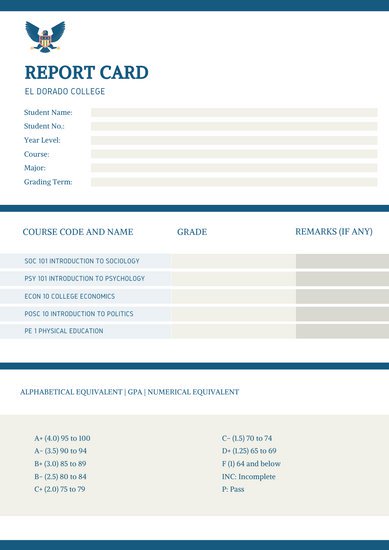 REPORT CARD
EL DORADO COLLEGE
Student Name:
Student No.:
Year Level:
Course:
Major:
Grading Term:
COURSE CODE AND NAME GRADE REMARKS (IF ANY)
SOC 101 INTRODUCTION TO SOCIOLOGY
PSY 101 INTRODUCTION TO PSYCHOLOGY
ECON 10 COLLEGE ECONOMICS
POSC 10 INTRODUCTION TO POLITICS
PE 1 PHYSICAL EDUCATION
ALPHABETICAL EQUIVALENT | GPA | NUMERICAL EQUIVALENT
A+ (4.0) 95 to 100
A- (3.5) 90 to 94
B+ (3.0) 85 to 89
B- (2.5) 80 to 84
C+ (2.0) 75 to 79
C- (1.5) 70 to 74
D+ (1.25) 65 to 69
F (1) 64 and below
INC: Incomplete
P: Pass